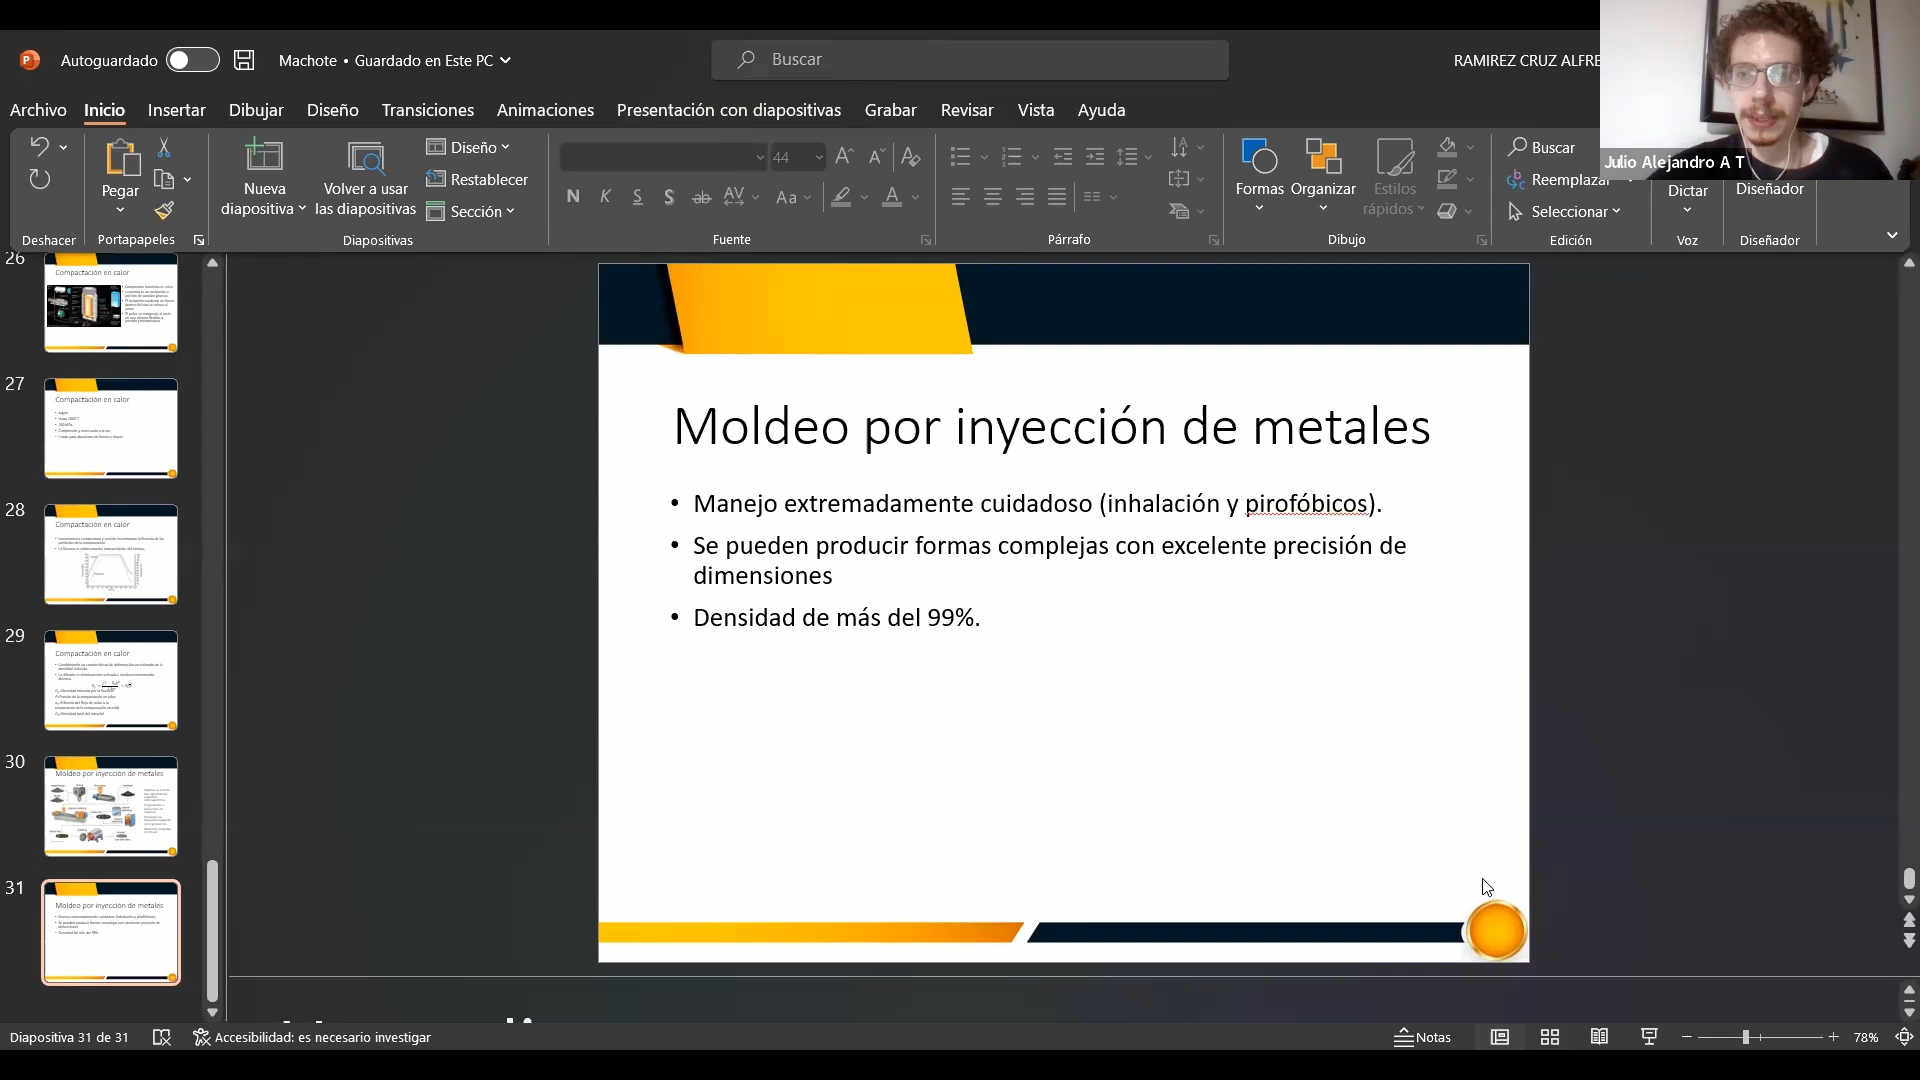 Autoguardado
Machote • Guardado en Este PC
Buscar
RAMIREZ CRUZ ALFRE
Archivo Inicio Insertar Dibujar Diseño Transiciones Animaciones Presentación con diapositivas Grabar Revisar Vista Ayuda
Julio Alejandro A T
Deshacer
Pegar
Portapapeles
Nueva
diapositiva
Volver a usar
las diapositivas
Diseño
Restablecer
Sección
Diapositivas
44
N K S S ab AV Aa A
Fuente
Párrafo
Formas
Organizar
Estilos
rápidos
Dibujo
Buscar
Reemplazar
Seleccionar
Edición
Dictar
Voz
Diseñador
Diseñador
26
Compactación en calor
27
Compactación en calor
28
Compactación en calor
29
Compactación en calor
30
Moldeo por inyección de metales
31
Moldeo por inyección de metales
Moldeo por inyección de metales
• Manejo extremadamente cuidadoso (inhalación y pirofóbicos).
• Se pueden producir formas complejas con excelente precisión de
dimensiones
• Densidad de más del 99%.
Diapositiva 31 de 31
Accesibilidad: es necesario investigar
Notas
78%